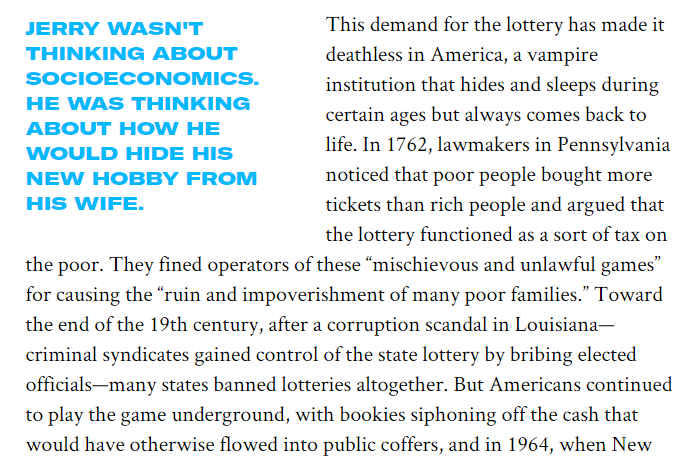 JERRY WASN'T
THINKING ABOUT
SOCIOECONOMICS.
HE WAS THINKING
ABOUT HOW HE
WOULD HIDE HIS
NEW HOBBY FROM
HIS WIFE.
This demand for the lottery has made it
deathless in America, a vampire
institution that hides and sleeps during
certain ages but always comes back to
life. In 1762, lawmakers in Pennsylvania
noticed that poor people bought more
tickets than rich people and argued that
the lottery functioned as a sort of tax on
the poor. They fined operators of these “mischievous and unlawful games”
for causing the “ruin and impoverishment of many poor families.” Toward
the end of the 19th century, after a corruption scandal in Louisiana—
criminal syndicates gained control of the state lottery by bribing elected
officials—many states banned lotteries altogether. But Americans continued
to play the game underground, with bookies siphoning off the cash that
would have otherwise flowed into public coffers, and in 1964, when New